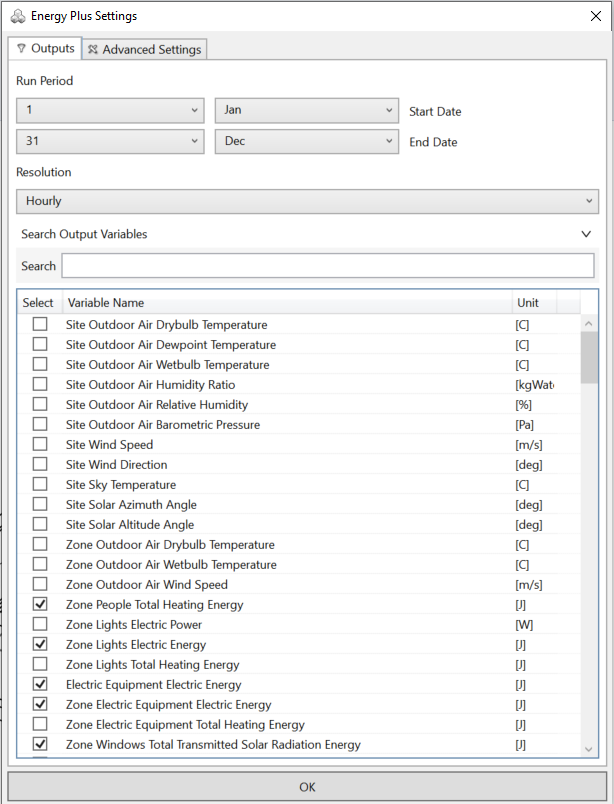 Energy Plus Settings
Outputs
Advanced Settings
Run Period
1 Jan Start Date
31 Dec End Date
Resolution
Hourly
Search Output Variables
Search
Select Variable Name Unit
Site Outdoor Air Drybulb Temperature [C]
Site Outdoor Air Dewpoint Temperature [C]
Site Outdoor Air Wetbulb Temperature [C]
Site Outdoor Air Humidity Ratio [kgWat
Site Outdoor Air Relative Humidity [%]
Site Outdoor Air Barometric Pressure [Pa]
Site Wind Speed [m/s]
Site Wind Direction [deg]
Site Sky Temperature [C]
Site Solar Azimuth Angle [deg]
Site Solar Altitude Angle [deg]
Zone Outdoor Air Drybulb Temperature [C]
Zone Outdoor Air Wetbulb Temperature [C]
Zone Outdoor Air Wind Speed [m/s]
Zone People Total Heating Energy [J]
Zone Lights Electric Power [W]
Zone Lights Electric Energy [J]
Zone Lights Total Heating Energy [J]
Electric Equipment Electric Energy [J]
Zone Electric Equipment Electric Energy [J]
Zone Electric Equipment Total Heating Energy [J]
Zone Windows Total Transmitted Solar Radiation Energy [J]
OK